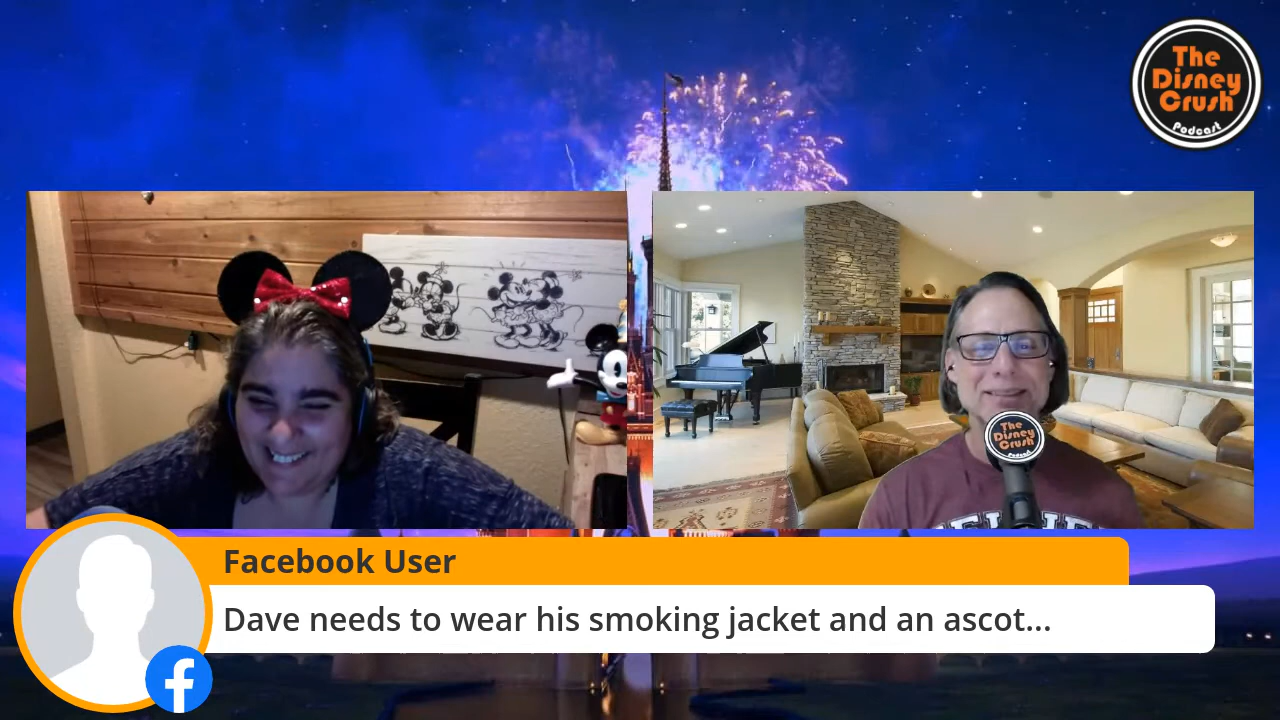 The
Disney
Crush
Podcast
The
Disney
Crush
Podcast
Facebook User
Dave needs to wear his smoking jacket and an ascot...